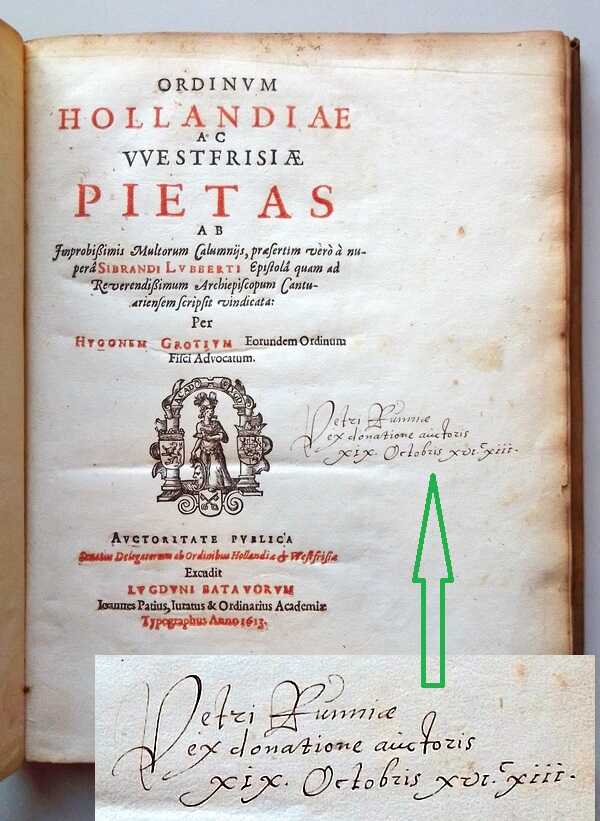 ORDINVM
HOLLANDIAE
AC
VVESTFRISIÆ
PIETAS
AB
Improbißimis Multorum Calumnijs, præsertim verò à nu-
perâ SIBRANDI LVBBERTI Epistolâ quam ad
Reverendißimum Archiepiscopum Cantu-
ariensem scripsit vindicata:
Per
HVGONEM GROTIVM Eorundem Ordinum
Fisci Advocatum.
Petri
ex donatione auctoris
XIX. Octobris xvi.c xiii.
AVCTORITATE PVBLICA
Senatus Delegatorum ab Ordinibus Hollandiæ & Westfrisiæ
Excudit
LVGDVNI BATAVORVM
Ioannes Patius, Iuratus & Ordinarius Academiæ
Typographus Anno 1613.
Petri
ex donatione auctoris
XIX. Octobris xvi.c xiii.